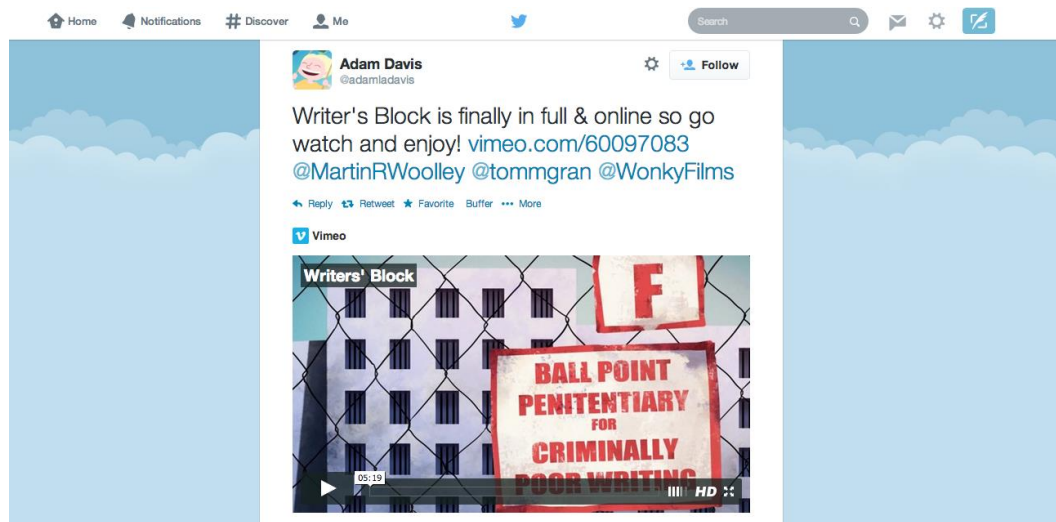 Home Notifications Discover Me Search
Adam Davis
@adamladavis
Follow
Writer's Block is finally in full & online so go
watch and enjoy! vimeo.com/60097083
@MartinRWoolley @tommgran @WonkyFilms
Reply Retweet Favorite Buffer More
Vimeo
Writers' Block
F
BALL POINT
PENITENTIARY
FOR
CRIMINALLY
POOR WRITING
05:19
HD